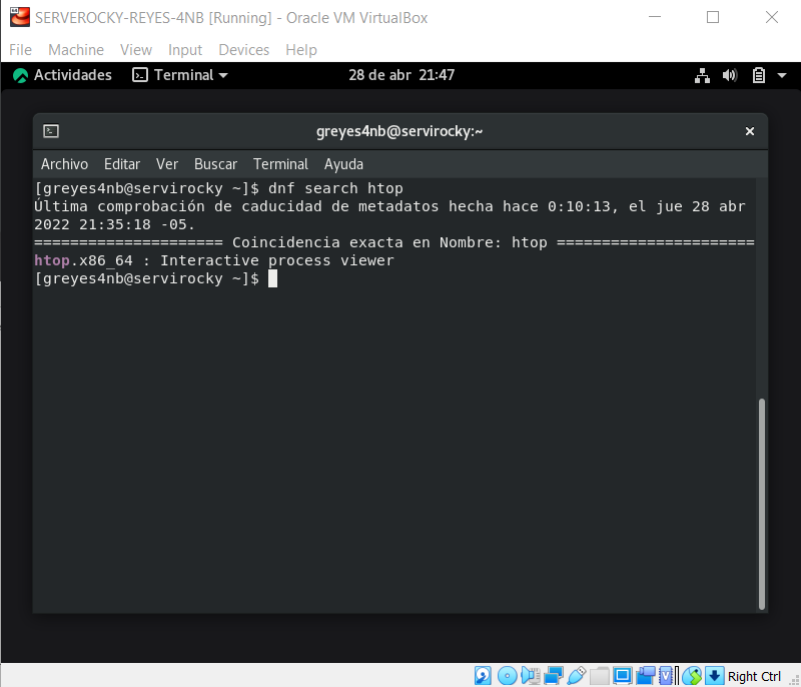 SERVEROCKY-REYES-4NB [Running] - Oracle VM VirtualBox
File Machine View Input Devices Help
Actividades Terminal 28 de abr 21:47
greyes4nb@servirocky:~
Archivo Editar Ver Buscar Terminal Ayuda
[greyes4nb@servirocky ~]$ dnf search htop
Última comprobación de caducidad de metadatos hecha hace 0:10:13, el jue 28 abr
2022 21:35:18 -05.
===================== Coincidencia exacta en Nombre: htop ======================
htop.x86_64 : Interactive process viewer
[greyes4nb@servirocky ~]$
Right Ctrl